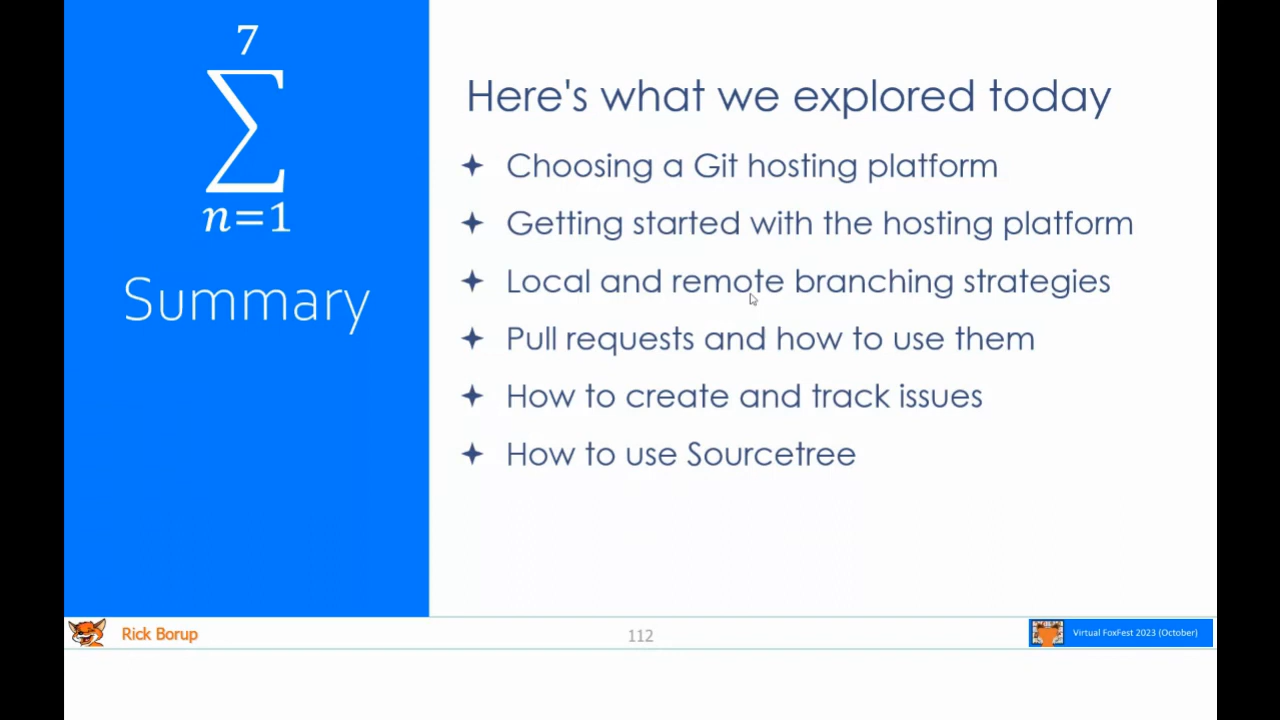 7
∑
n=1
Summary
Here's what we explored today
Choosing a Git hosting platform
Getting started with the hosting platform
Local and remote branching strategies
Pull requests and how to use them
How to create and track issues
How to use Sourcetree
Rick Borup
112
Virtual FoxFest 2023 (October)